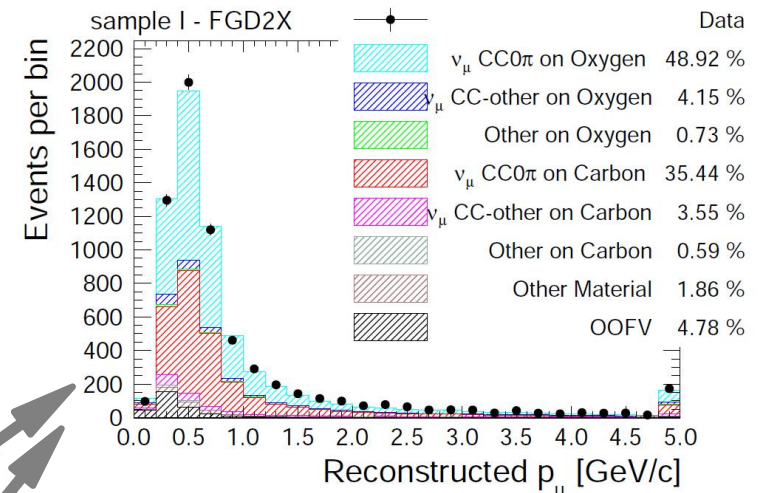 sample I - FGD2X
Data
νμ CC0π on Oxygen 48.92 %
νμ CC-other on Oxygen 4.15 %
Other on Oxygen 0.73 %
νμ CC0π on Carbon 35.44 %
νμ CC-other on Carbon 3.55 %
Other on Carbon 0.59 %
Other Material 1.86 %
OOFV 4.78 %
Events per bin
2200
2000
1800
1600
1400
1200
1000
800
600
400
200
0
0.0 0.5 1.0 1.5 2.0 2.5 3.0 3.5 4.0 4.5 5.0
Reconstructed pμ [GeV/c]